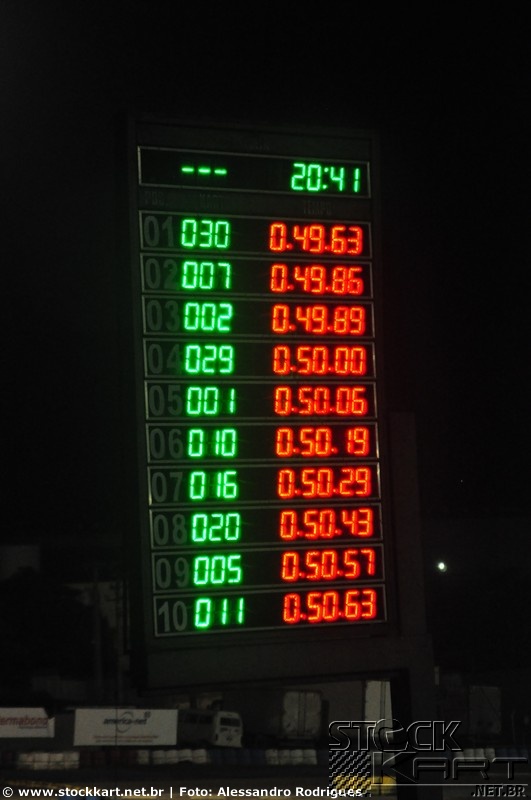 --- 20:41
01 030 0.49.63
02 007 0.49.86
03 002 0.49.89
04 029 0.50.00
05 001 0.50.06
06 010 0.50.19
07 016 0.50.29
08 020 0.50.43
09 005 0.50.57
10 011 0.50.63
america-net
STOCK
KART
.NET.BR
© www.stockkart.net.br | Foto: Alessandro Rodrigues